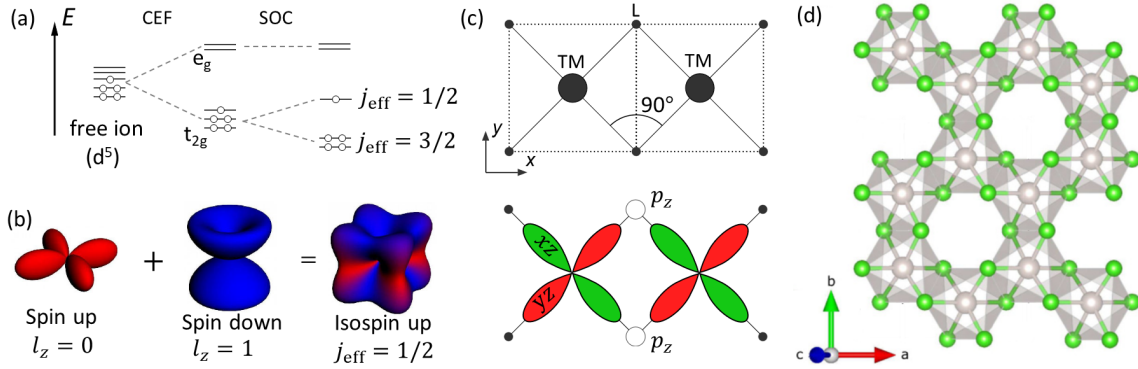 (a)
E
CEF
SOC
e_g
t_2g
free ion
(d⁵)
j_eff = 1/2
j_eff = 3/2
(b)
+
=
Spin up
l_z = 0
Spin down
l_z = 1
Isospin up
j_eff = 1/2
(c)
L
TM
TM
90°
y
x
p_z
xz
yz
p_z
(d)
b
c
a